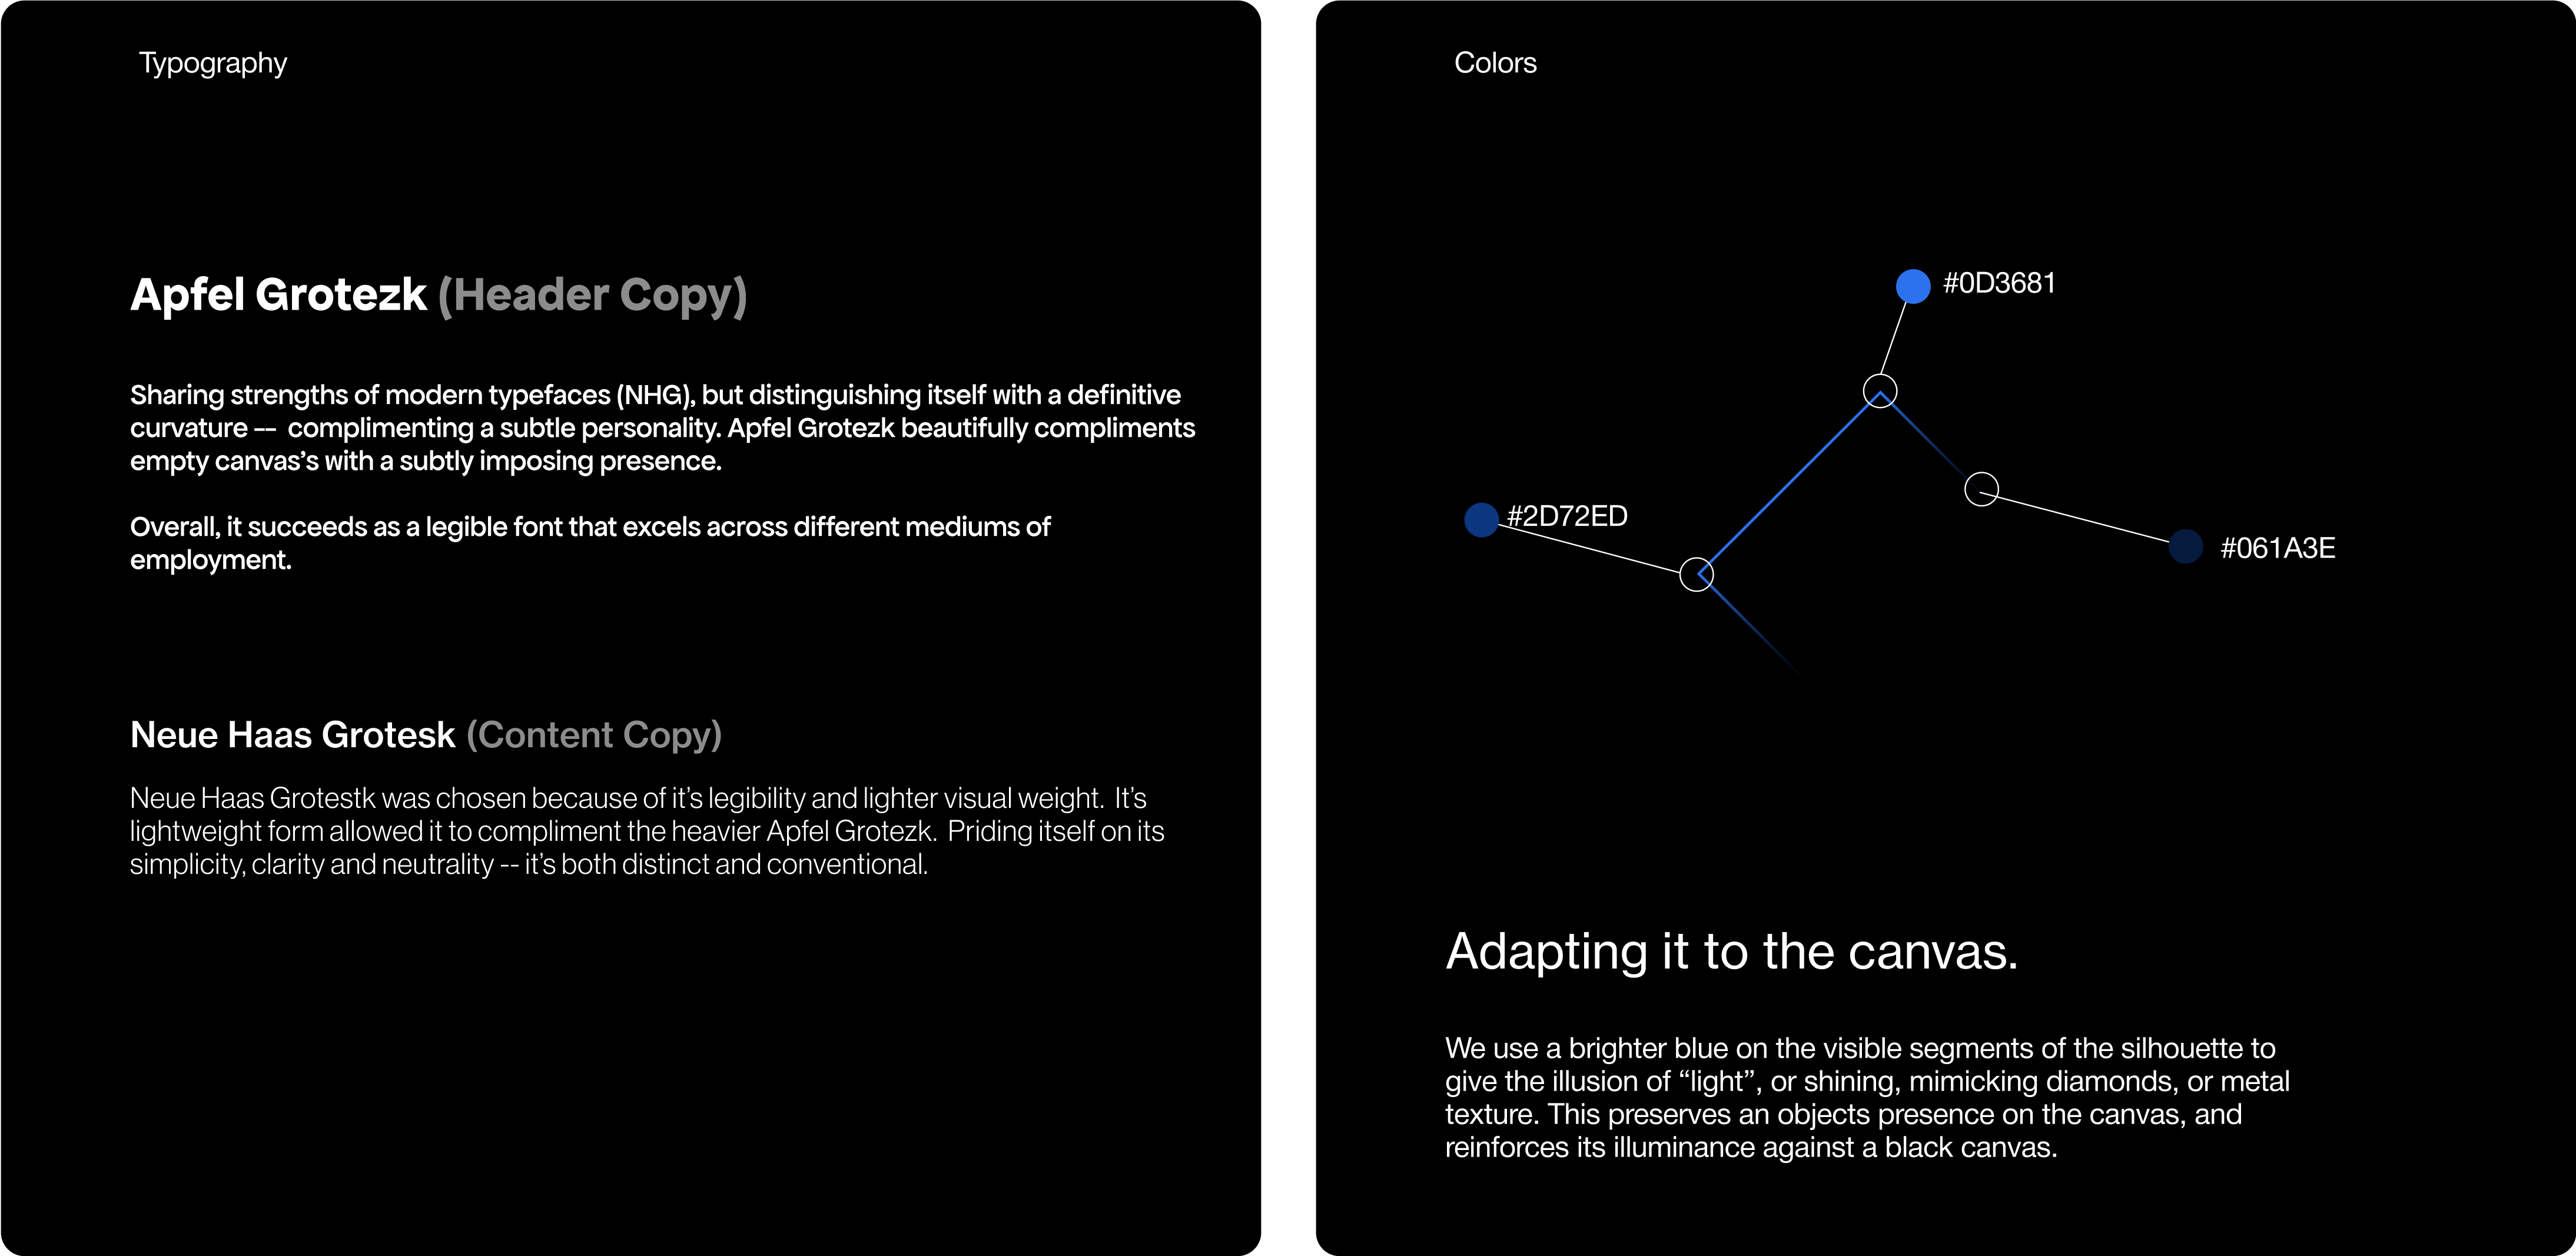 Typography
Apfel Grotezk (Header Copy)
Sharing strengths of modern typefaces (NHG), but distinguishing itself with a definitive
curvature --  complimenting a subtle personality. Apfel Grotezk beautifully compliments
empty canvas’s with a subtly imposing presence.
Overall, it succeeds as a legible font that excels across different mediums of
employment.
Neue Haas Grotesk (Content Copy)
Neue Haas Grotestk was chosen because of it’s legibility and lighter visual weight.  It’s
lightweight form allowed it to compliment the heavier Apfel Grotezk.  Priding itself on its
simplicity, clarity and neutrality -- it’s both distinct and conventional.
Colors
#0D3681
#2D72ED
#061A3E
Adapting it to the canvas.
We use a brighter blue on the visible segments of the silhouette to
give the illusion of “light”, or shining, mimicking diamonds, or metal
texture. This preserves an objects presence on the canvas, and
reinforces its illuminance against a black canvas.